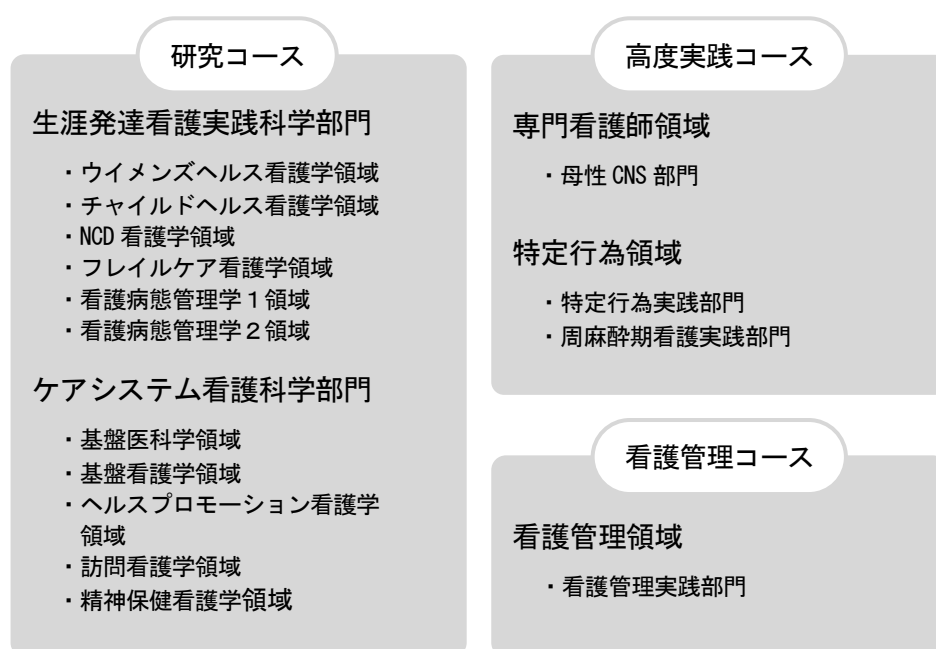 研究コース
生涯発達看護実践科学部門
・ウイメンズヘルス看護学領域
・チャイルドヘルス看護学領域
・NCD 看護学領域
・フレイルケア看護学領域
・看護病態管理学１領域
・看護病態管理学２領域
ケアシステム看護科学部門
・基盤医科学領域
・基盤看護学領域
・ヘルスプロモーション看護学
領域
・訪問看護学領域
・精神保健看護学領域
高度実践コース
専門看護師領域
・母性 CNS 部門
特定行為領域
・特定行為実践部門
・周麻酔期看護実践部門
看護管理コース
看護管理領域
・看護管理実践部門